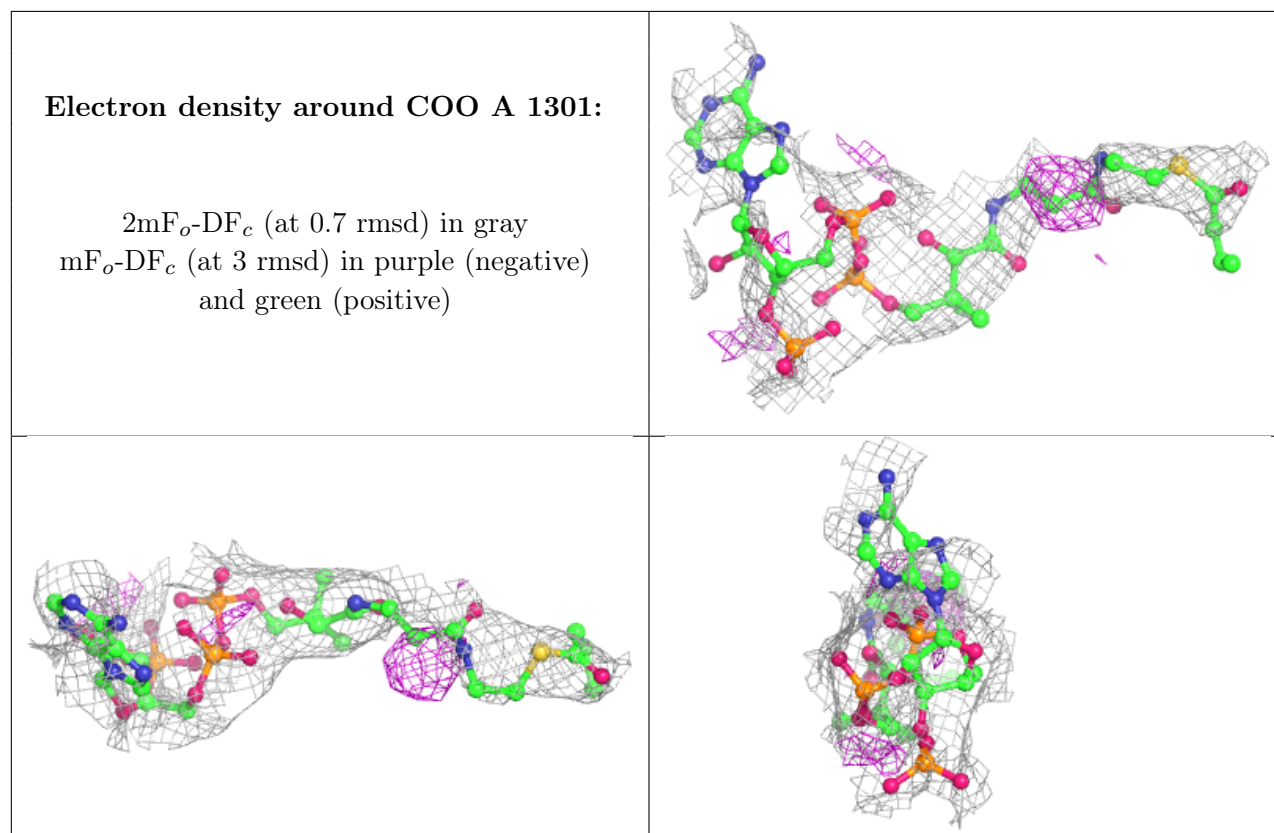 Electron density around COO A 1301:
2mFo-DFc (at 0.7 rmsd) in gray
mFo-DFc (at 3 rmsd) in purple (negative)
and green (positive)